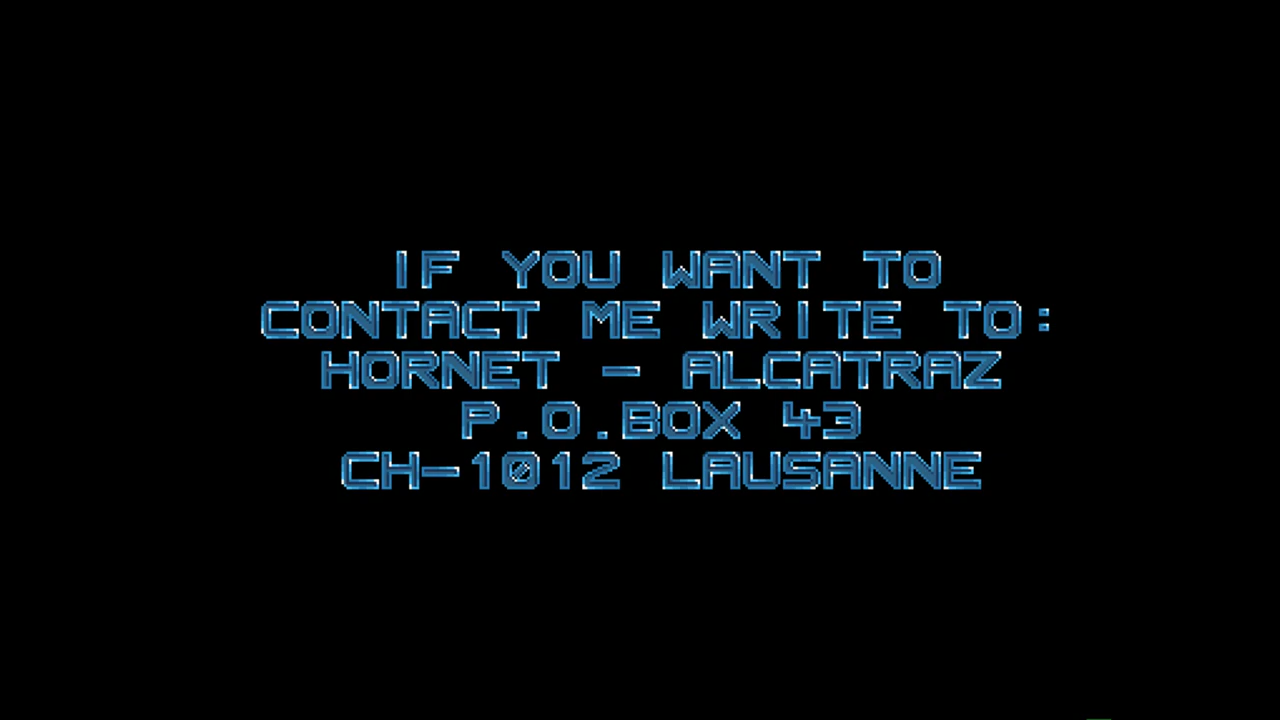 IF YOU WANT TO
CONTACT ME WRITE TO:
HORNET - ALCATRAZ
P.O.BOX 43
CH-1012 LAUSANNE